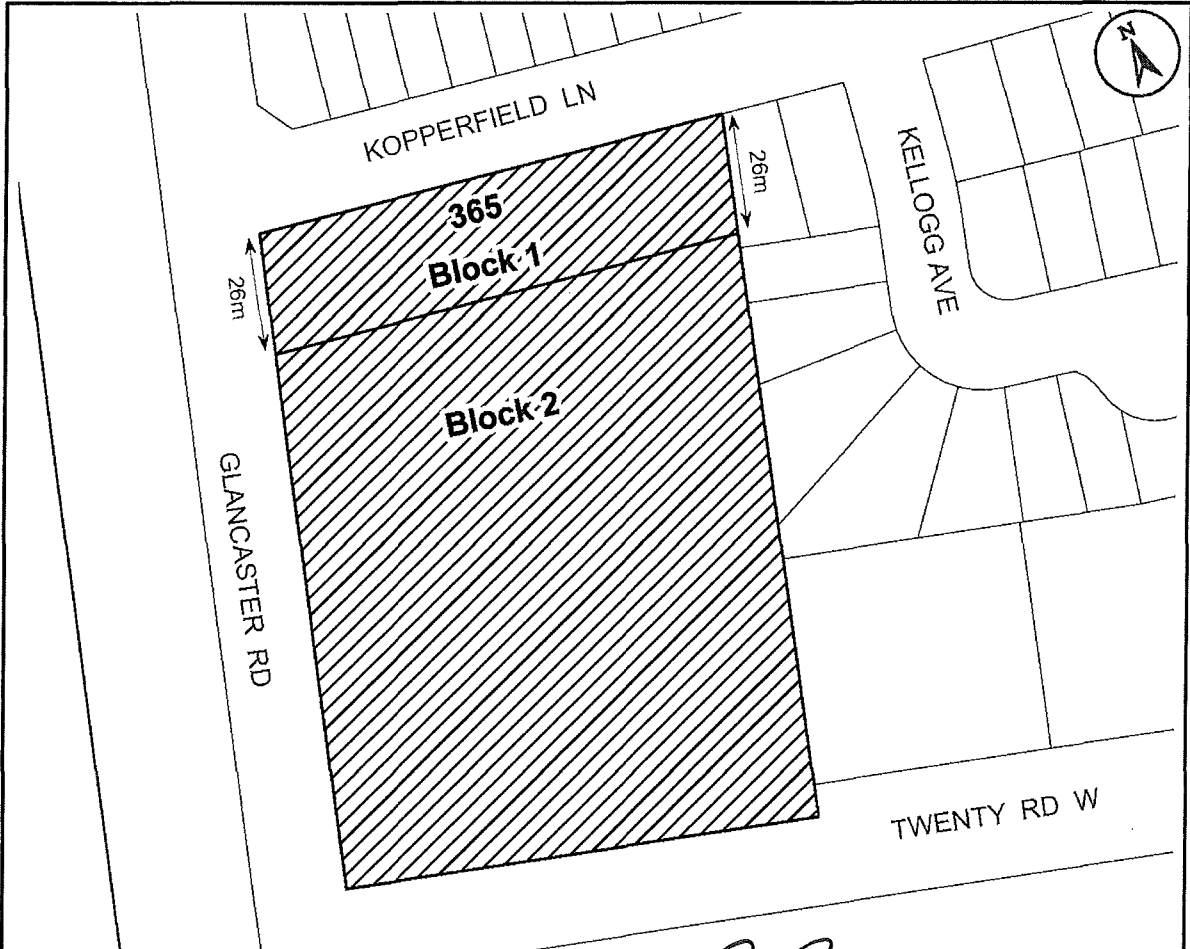 N
KOPPERFIELD LN
KELLOGG AVE
26m
365
Block 1
26m
Block 2
GLANCASTER RD
TWENTY RD W